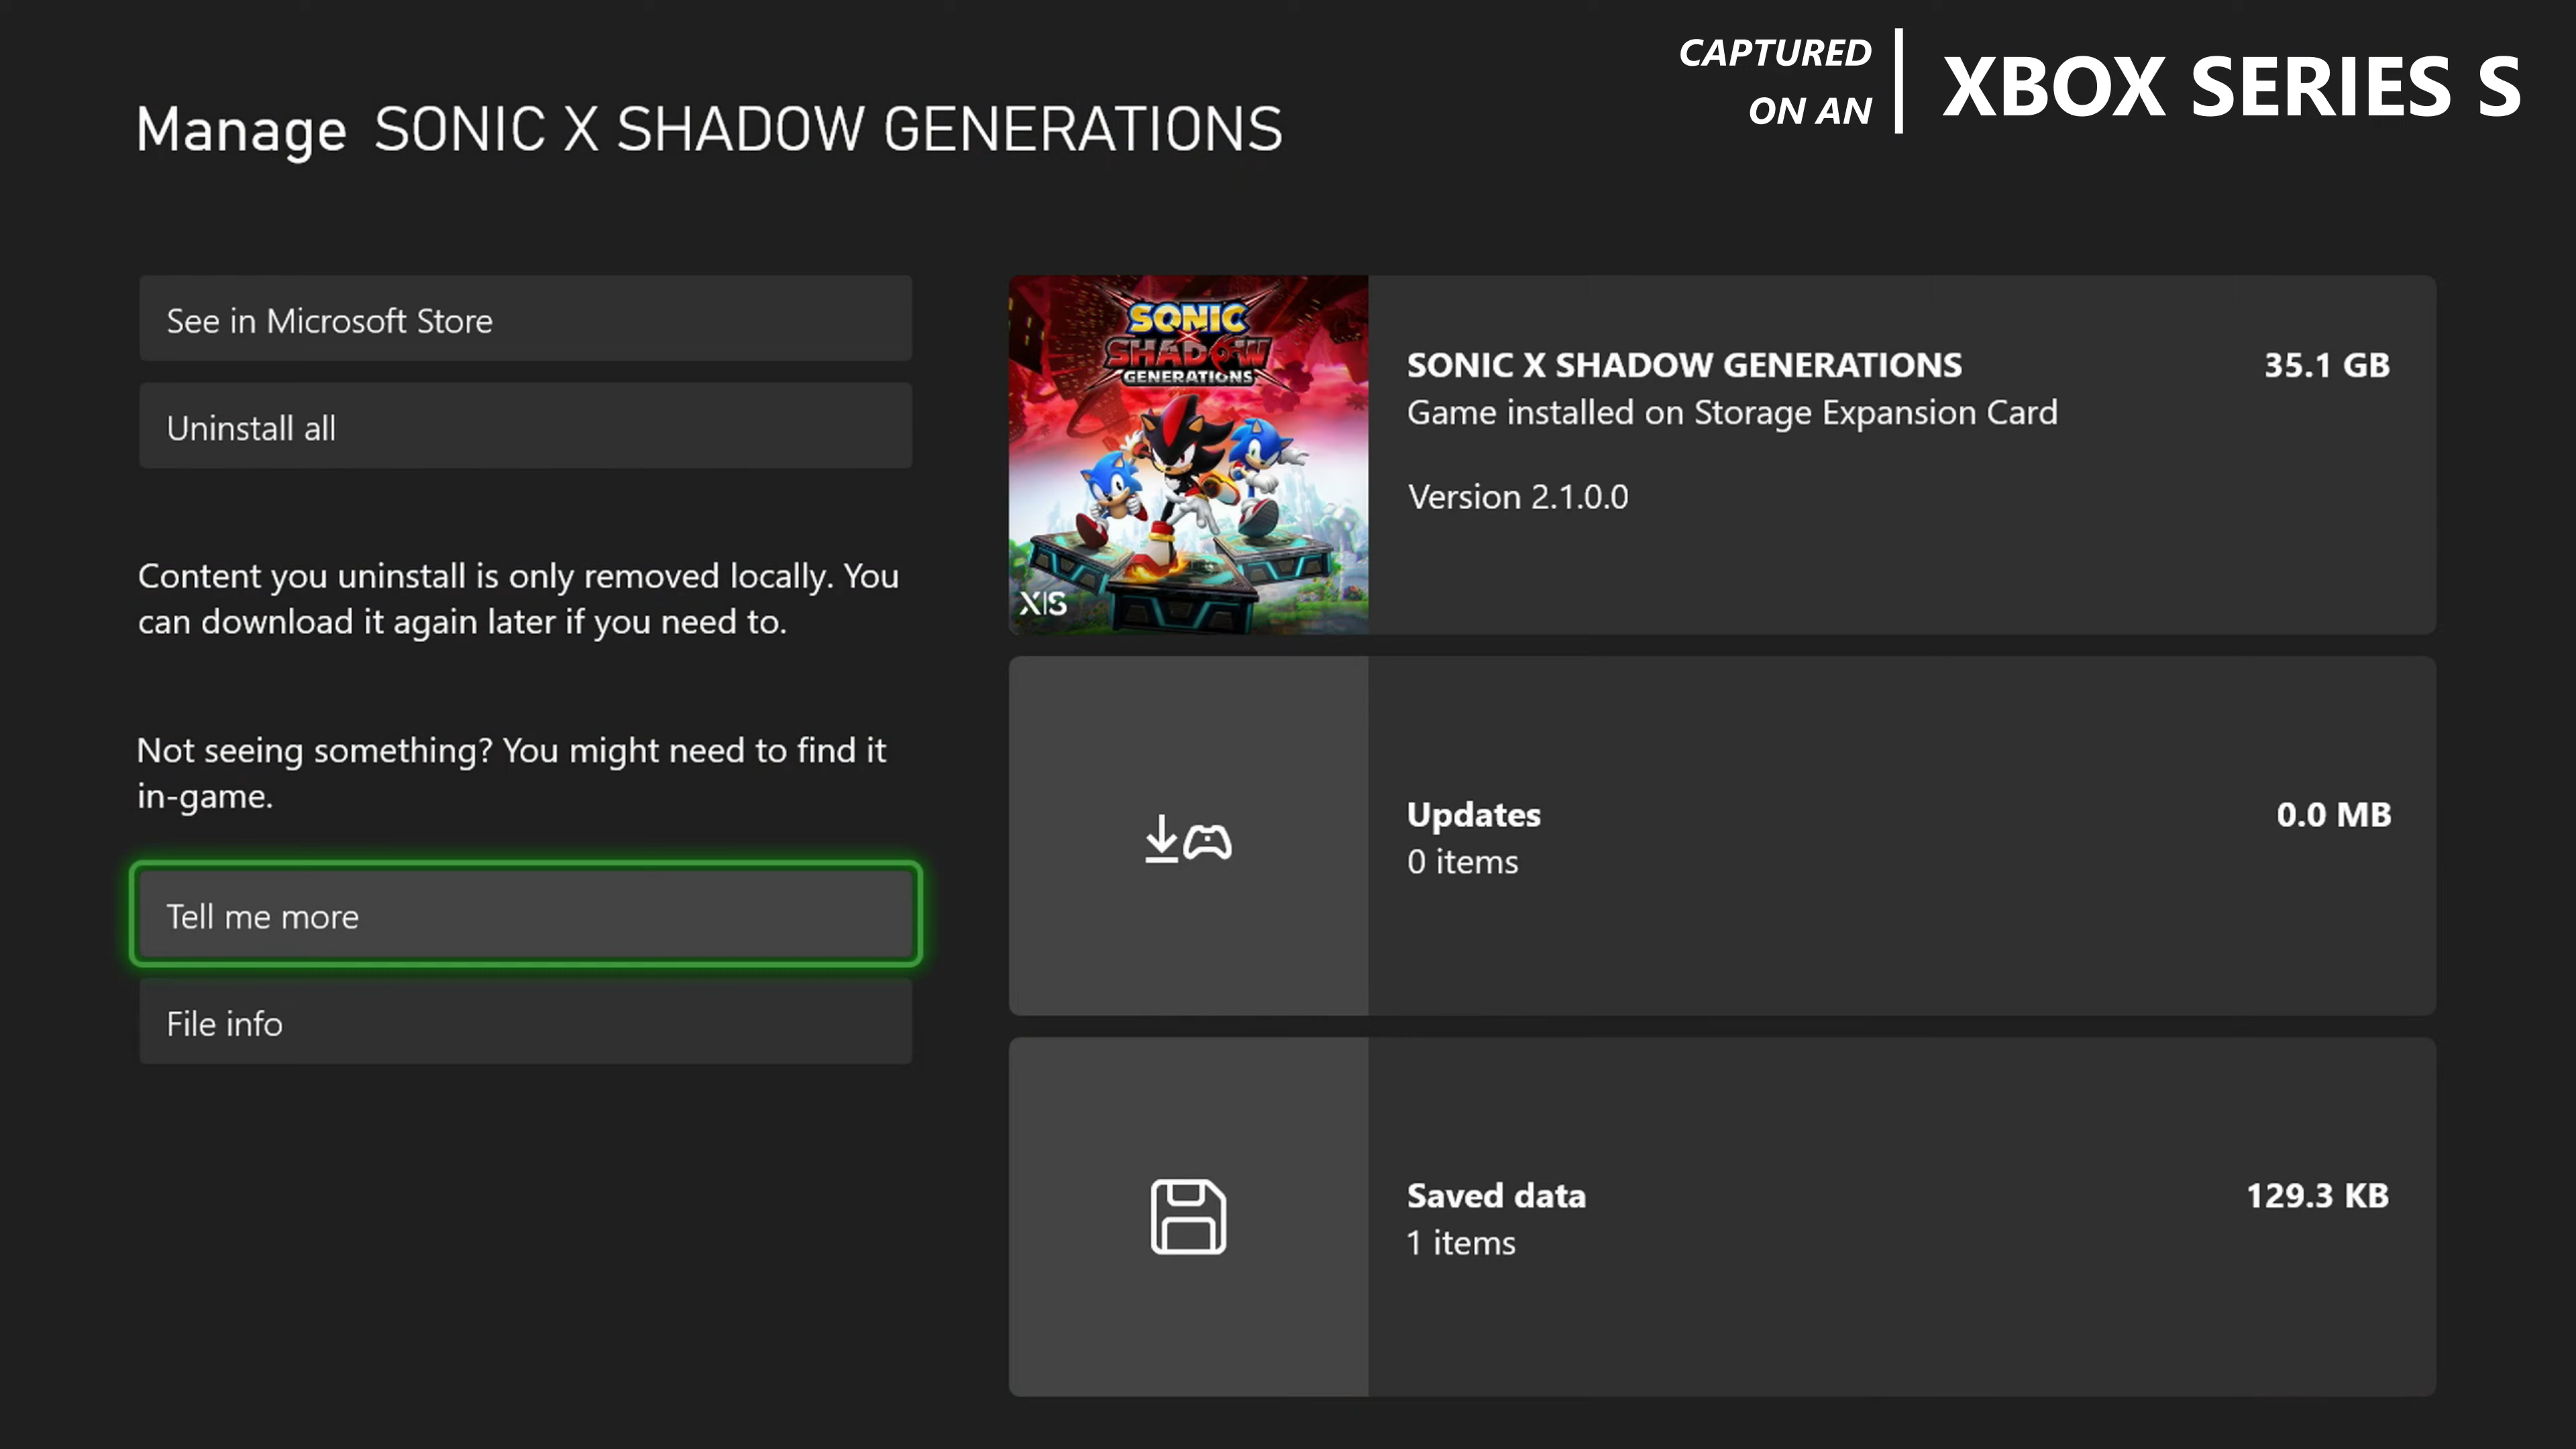 CAPTURED
ON AN
XBOX SERIES S
Manage SONIC X SHADOW GENERATIONS
See in Microsoft Store
Uninstall all
Content you uninstall is only removed locally. You
can download it again later if you need to.
Not seeing something? You might need to find it
in-game.
Tell me more
File info
SONIC
X
SHADOW
GENERATIONS
X|S
SONIC X SHADOW GENERATIONS 35.1 GB
Game installed on Storage Expansion Card
Version 2.1.0.0
Updates 0.0 MB
0 items
Saved data 129.3 KB
1 items